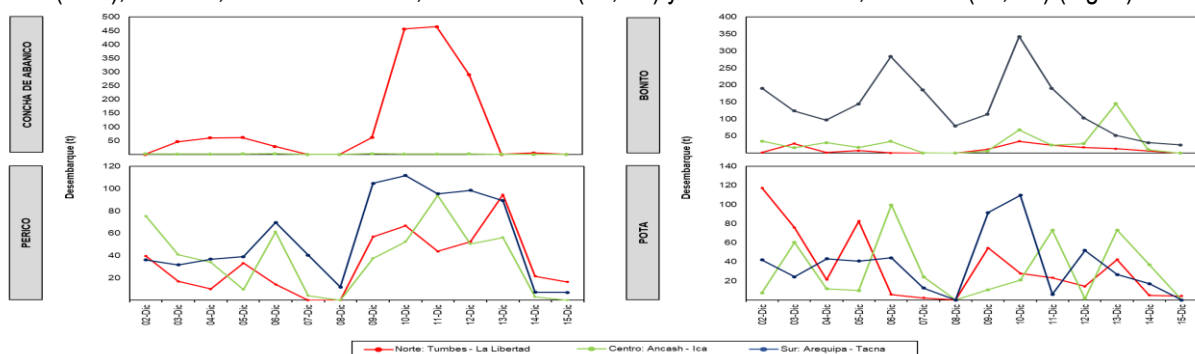 y
CONCHA DE ABANICO
500
450
400
350
300
250
200
150
100
50
BONITO
400
350
300
250
200
150
100
50
Desembarque (t)
Desembarque (t)
PERICO
120
100
80
60
40
20
02-Dic
03-Dic
04-Dic
05-Dic
06-Dic
07-Dic
08-Dic
09-Dic
10-Dic
11-Dic
12-Dic
13-Dic
14-Dic
15-Dic
POTA
140
120
100
80
60
40
20
02-Dic
03-Dic
04-Dic
05-Dic
06-Dic
07-Dic
08-Dic
09-Dic
10-Dic
11-Dic
12-Dic
13-Dic
14-Dic
15-Dic
Norte: Tumbes - La Libertad Centro: Ancash - Ica Sur: Arequipa - Tacna